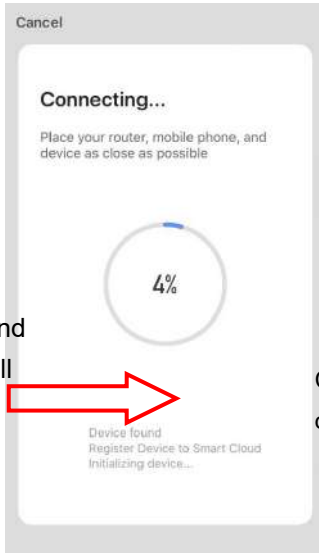 Cancel
Connecting...
Place your router, mobile phone, and
device as close as possible
4%
Device found
Register Device to Smart Cloud
Initializing device...